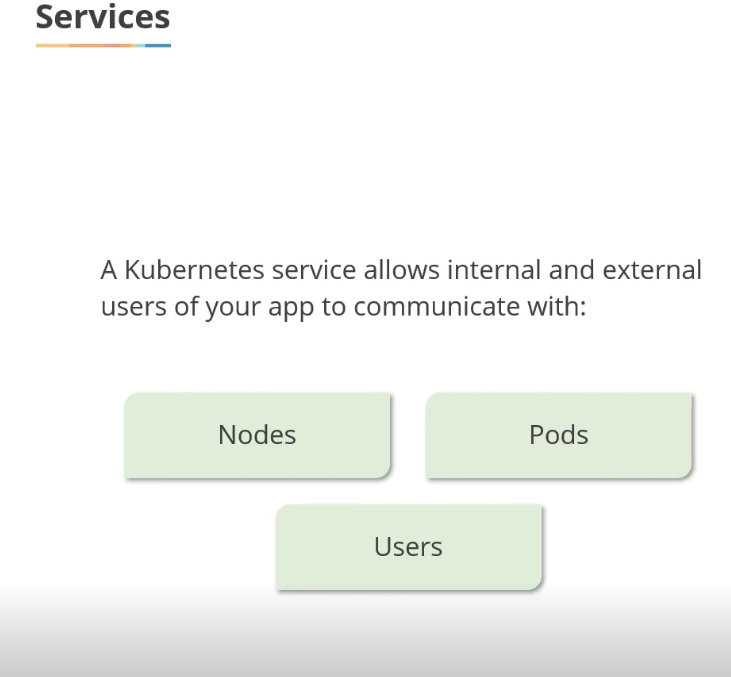 Services
A Kubernetes service allows internal and external
users of your app to communicate with:
Nodes
Pods
Users